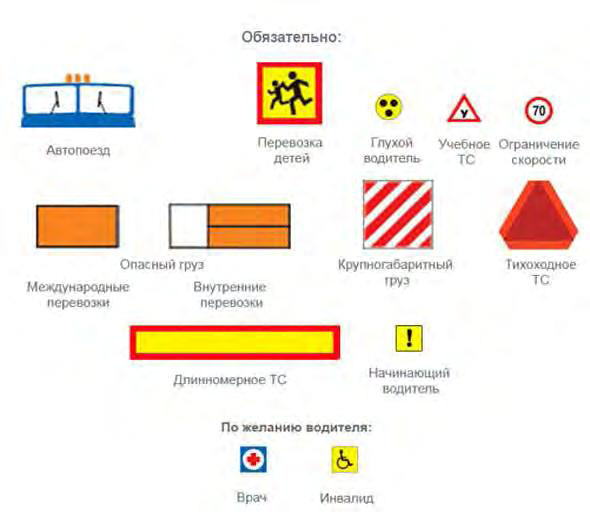 Обязательно:
Автопоезд
Перевозка
детей
Глухой
водитель
у
Учебное
ТС
70
Ограничение
скорости
Опасный груз
Международные
перевозки
Внутренние
перевозки
Крупногабаритный
груз
Тихоходное
ТС
Длинномерное ТС
!
Начинающий
водитель
По желанию водителя:
Врач
Инвалид